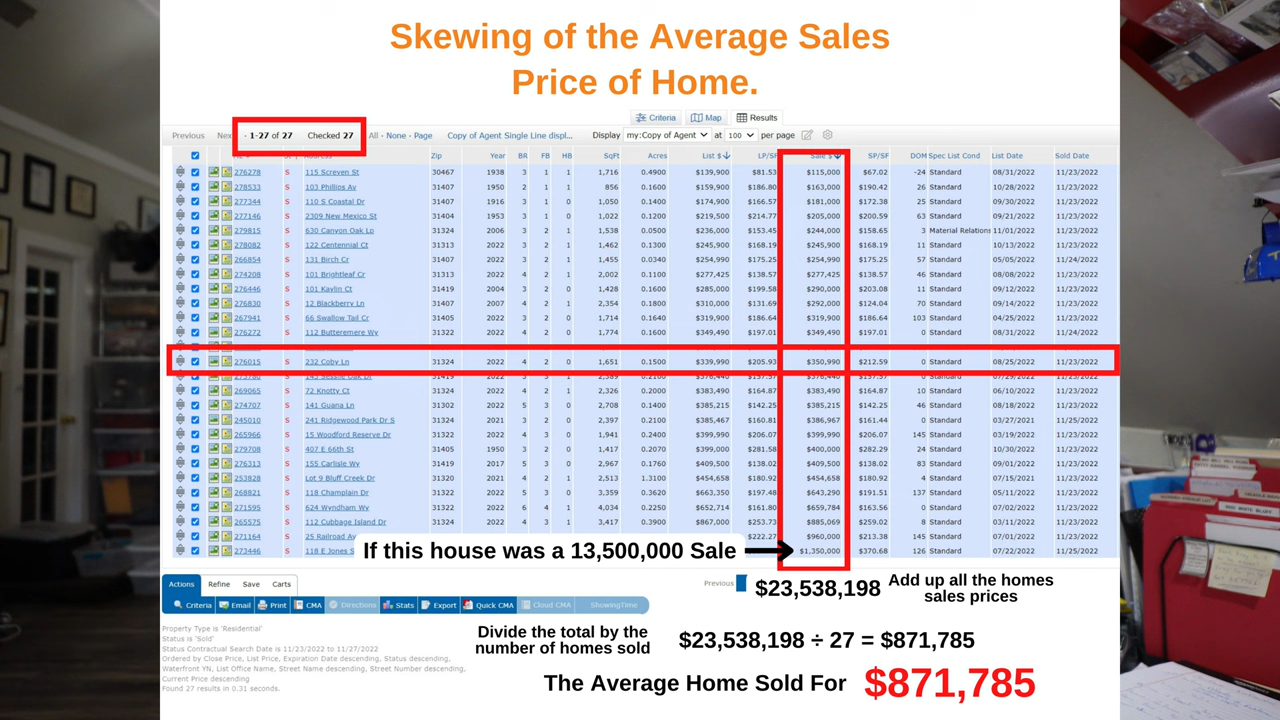 Skewing of the Average Sales
Price of Home.
Criteria Map Results
Previous Next · 1-27 of 27 Checked 27 All · None · Page Copy of Agent Single Line displ... Display my:Copy of Agent at 100 per page
Address Zip Year BR FB HB SqFt Acres List $ LP/SF Sale $ SP/SF DOM Spec List Cond List Date Sold Date
276278 S 115 Screven St 30467 1938 3 1 1 1,716 0.4900 $139,900 $81.53 $115,000 $67.02 -24 Standard 08/31/2022 11/23/2022
278533 S 103 Phillips Av 31407 1950 2 1 1 856 0.1600 $159,900 $186.80 $163,000 $190.42 26 Standard 10/28/2022 11/23/2022
277344 S 110 S Coastal Dr 31407 1916 3 1 0 1,050 0.1400 $174,900 $166.57 $181,000 $172.38 25 Standard 09/30/2022 11/23/2022
277146 S 2309 New Mexico St 31404 1953 3 1 1 1,022 0.1200 $219,500 $214.77 $205,000 $200.59 63 Standard 09/21/2022 11/23/2022
279815 S 630 Canyon Oak Lp 31324 2006 3 2 0 1,538 0.0500 $236,000 $153.45 $244,000 $158.65 3 Material Relations 11/01/2022 11/23/2022
278082 S 122 Centennial Ct 31313 2022 3 2 1 1,462 0.1300 $245,900 $168.19 $245,900 $168.19 11 Standard 10/13/2022 11/23/2022
266854 S 131 Birch Cr 31407 2022 3 2 1 1,455 0.0340 $254,990 $175.25 $254,990 $175.25 57 Standard 05/05/2022 11/24/2022
274208 S 101 Brightleaf Cr 31313 2022 4 2 1 2,002 0.1100 $277,425 $138.57 $277,425 $138.57 46 Standard 08/08/2022 11/23/2022
276446 S 101 Kaylin Ct 31419 2004 3 2 0 1,428 0.1600 $285,000 $199.58 $290,000 $203.08 11 Standard 09/12/2022 11/23/2022
276830 S 12 Blackberry Ln 31407 2007 4 2 1 2,354 0.1800 $310,000 $131.69 $292,000 $124.04 70 Standard 09/14/2022 11/23/2022
267941 S 66 Swallow Tail Cr 31405 2022 3 2 0 1,714 0.1600 $319,900 $186.64 $319,900 $186.64 103 Standard 04/25/2022 11/23/2022
276272 S 112 Butteremere Wy 31322 2022 4 2 1 1,774 0.1600 $349,490 $197.01 $349,490 $197.01 0 Standard 08/31/2022 11/24/2022
276015 S 232 Coby Ln 31324 2022 4 2 0 1,651 0.1500 $339,990 $205.93 $350,990 $212.59 0 Standard 08/25/2022 11/23/2022
31419 2022 $376,440 $376,440 Standard 11/23/2022
269065 S 72 Knotty Ct 31324 2022 4 2 1 2,326 0.2000 $383,490 $164.87 $383,490 $164.87 10 Standard 06/10/2022 11/23/2022
274707 S 141 Guana Ln 31302 2022 5 3 0 2,708 0.1400 $385,215 $142.25 $385,215 $142.25 46 Standard 08/18/2022 11/23/2022
245010 S 241 Ridgewood Park Dr S 31324 2021 3 2 0 2,397 0.2100 $385,467 $160.81 $386,967 $161.44 0 Standard 03/27/2021 11/25/2022
265966 S 15 Woodford Reserve Dr 31322 2022 4 3 0 1,941 0.2400 $399,990 $206.07 $399,990 $206.07 145 Standard 03/19/2022 11/23/2022
279708 S 407 E 66th St 31405 1950 3 2 0 1,417 0.2070 $399,000 $281.58 $400,000 $282.29 24 Standard 10/30/2022 11/23/2022
276313 S 155 Carlisle Wy 31419 2017 5 3 0 2,967 0.1760 $409,500 $138.02 $409,500 $138.02 83 Standard 09/01/2022 11/23/2022
253828 S Lot 9 Bluff Creek Dr 31320 2021 4 2 1 2,513 1.3100 $454,658 $180.92 $454,658 $180.92 4 Standard 07/15/2021 11/23/2022
268821 S 118 Champlain Dr 31322 2022 5 3 0 3,359 0.3620 $663,350 $197.48 $643,290 $191.51 137 Standard 05/10/2022 11/23/2022
271595 S 624 Wyndham Wy 31322 2022 6 4 1 4,034 0.2250 $652,714 $161.80 $659,784 $163.56 0 Standard 07/02/2022 11/23/2022
265575 S 112 Cubbage Island Dr 31324 2022 4 3 1 3,417 0.3900 $867,000 $253.73 $885,069 $259.02 8 Standard 03/11/2022 11/23/2022
271164 S 25 Railroad Av $222.27 $960,000 $213.38 145 Standard 07/01/2022 11/23/2022
If this house was a 13,500,000 Sale
273446 S 118 E Jones S $1,350,000 $370.68 126 Standard 07/22/2022 11/25/2022
Actions Refine Save Carts
Previous $23,538,198 Add up all the homes
sales prices
Criteria Email Print CMA Directions Stats Export Quick CMA Cloud CMA ShowingTime
Property Type is 'Residential'
Status is 'Sold'
Status Contractual Search Date is 11/23/2022 to 11/27/2022
Ordered by Close Price, List Price, Expiration Date descending, Status descending,
Waterfront YN, List Office Name, Street Name descending, Street Number descending,
Current Price descending
Found 27 results in 0.31 seconds.
Divide the total by the
number of homes sold
$23,538,198 ÷ 27 = $871,785
The Average Home Sold For $871,785